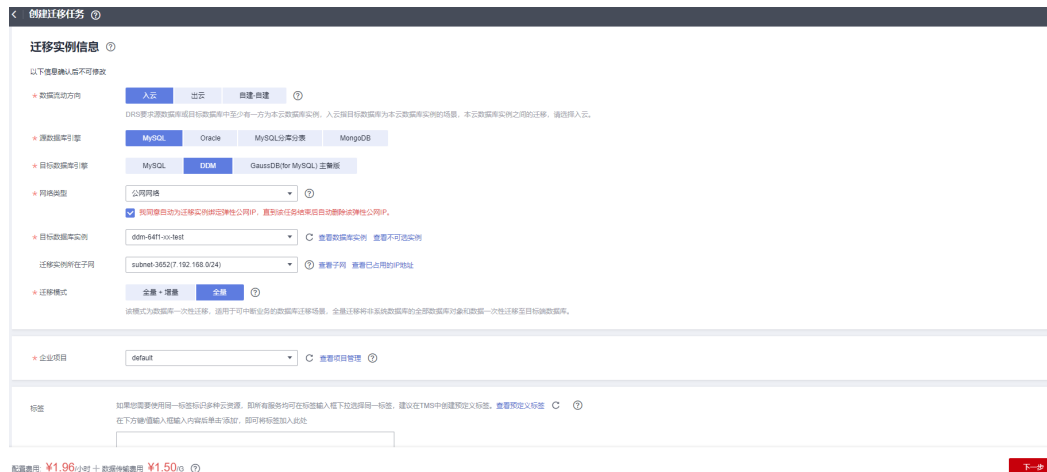 创建迁移任务
迁移实例信息
以下信息确认后不可修改
* 数据流动方向 入云 出云 自建-自建
DRS要求源数据库或目标数据库中至少有一方为本云数据库实例，入云指目标数据库为本云数据库实例的场景，本云数据库实例之间的迁移，请选择入云。
* 源数据库引擎 MySQL Oracle MySQL分库分表 MongoDB
* 目标数据库引擎 MySQL DDM GaussDB(for MySQL) 主备版
* 网络类型 公网网络
我同意自动为迁移实例绑定弹性公网IP，直到该任务结束后自动删除该弹性公网IP。
* 目标数据库实例 ddm-64f1-xx-test 查看数据库实例 查看不可选实例
迁移实例所在子网 subnet-3652(7.192.168.0/24) 查看子网 查看已占用的IP地址
* 迁移模式 全量 + 增量 全量
该模式为数据库一次性迁移，适用于可中断业务的数据库迁移场景，全量迁移将非系统数据库的全部数据库对象和数据一次性迁移至目标端数据库。
* 企业项目 default 查看项目管理
标签 如果您需要使用同一标签标识多种云资源，即所有服务均可在标签输入框下拉选择同一标签，建议在TMS中创建预定义标签。查看预定义标签
在下方键/值输入框输入内容后单击'添加'，即可将标签加入此处
配置费用 ¥1.96/小时 + 数据传输费用 ¥1.50/G 下一步